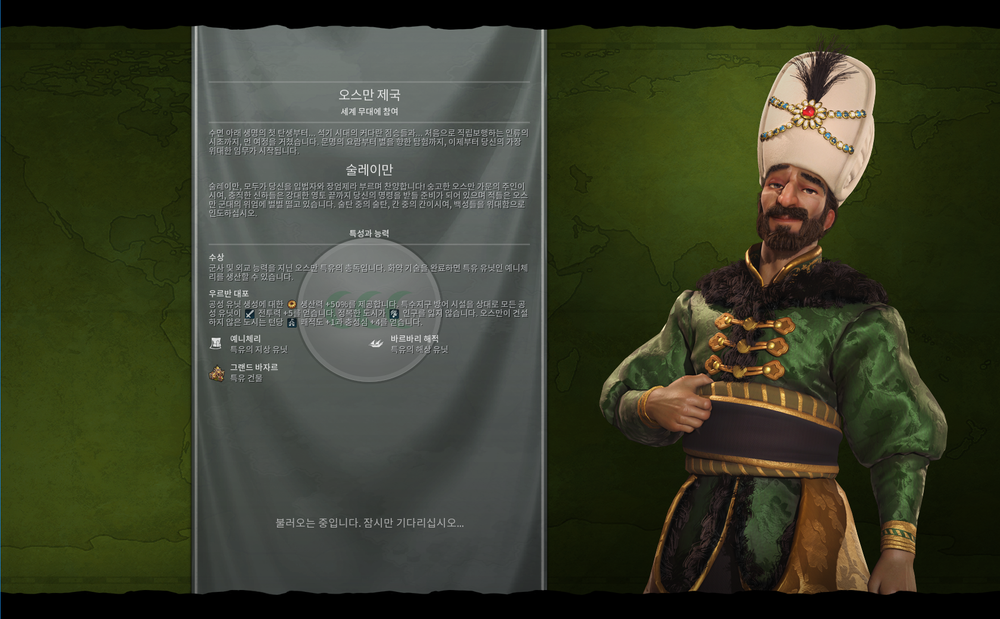 오스만 제국
세계 무대에 참여
수면 아래 생명의 첫 탄생부터... 석기 시대의 커다란 짐승들과... 처음으로 직립보행하는 인류의
시초까지, 먼 여정을 거쳤습니다. 문명의 요람부터 별을 향한 탐험까지, 이제부터 당신의 가장
위대한 임무가 시작됩니다.
술레이만
술레이만, 모두가 당신을 입법자와 장엄제라 부르며 찬양합니다! 숭고한 오스만 가문의 주인이
시여, 충직한 신하들은 강대한 영토 끝까지 당신의 명령을 받들 준비가 되어 있으며 적들은 오스
만 군대의 위엄에 벌벌 떨고 있습니다. 술탄 중의 술탄, 칸 중의 칸이시여, 백성들을 위대함으로
인도하십시오.
특성과 능력
수상
군사 및 외교 능력을 지닌 오스만 특유의 총독입니다. 화약 기술을 완료하면 특유 유닛인 예니체
리를 생산할 수 있습니다.
우르반 대포
공성 유닛 생성에 대한 생산력 +50%를 제공합니다. 특수지구 방어 시설을 상대로 모든 공
성 유닛이 전투력 +5를 얻습니다. 정복한 도시가 인구를 잃지 않습니다. 오스만이 건설
하지 않은 도시는 턴당 쾌적도 +1과 충성심 +4를 얻습니다.
예니체리
특유의 지상 유닛
바르바리 해적
특유의 해상 유닛
그랜드 바자르
특유 건물
불러오는 중입니다. 잠시만 기다리십시오...